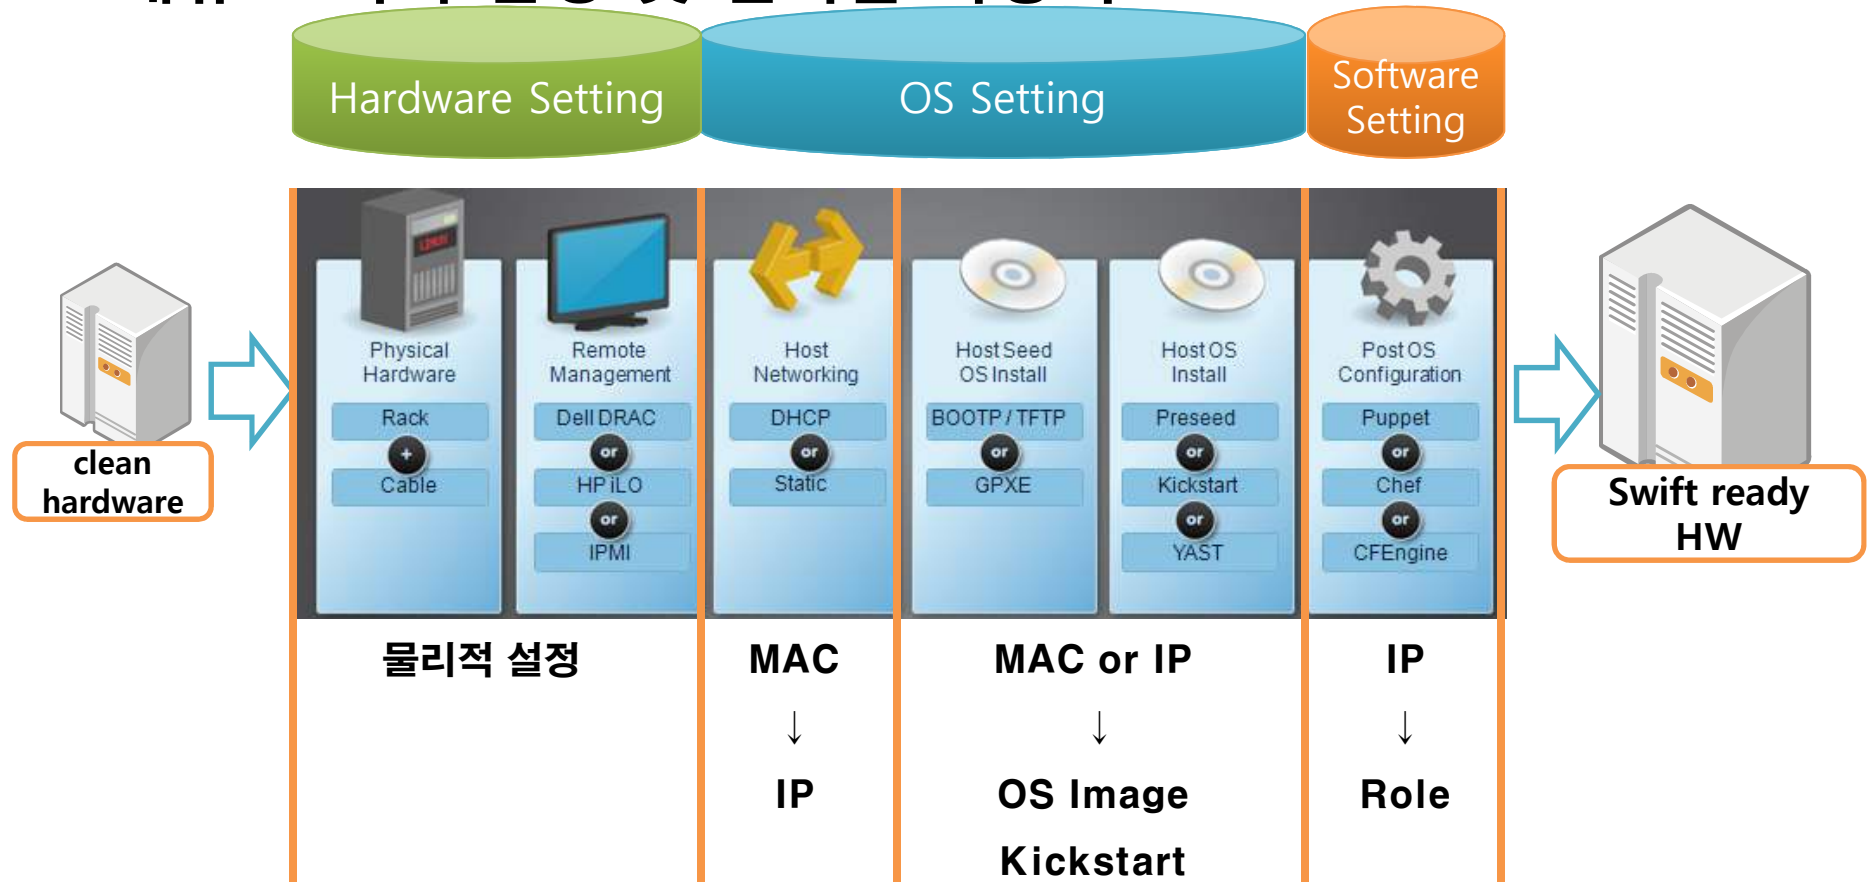 Hardware Setting
OS Setting
Software
Setting
clean
hardware
Physical
Hardware
Rack
+
Cable
Remote
Management
Dell DRAC
or
HP iLO
or
IPMI
Host
Networking
DHCP
or
Static
Host Seed
OS Install
BOOTP / TFTP
or
GPXE
Host OS
Install
Preseed
or
Kickstart
or
YAST
Post OS
Configuration
Puppet
or
Chef
or
CFEngine
Swift ready
HW
물리적 설정
MAC
↓
IP
MAC or IP
↓
OS Image
Kickstart
IP
↓
Role